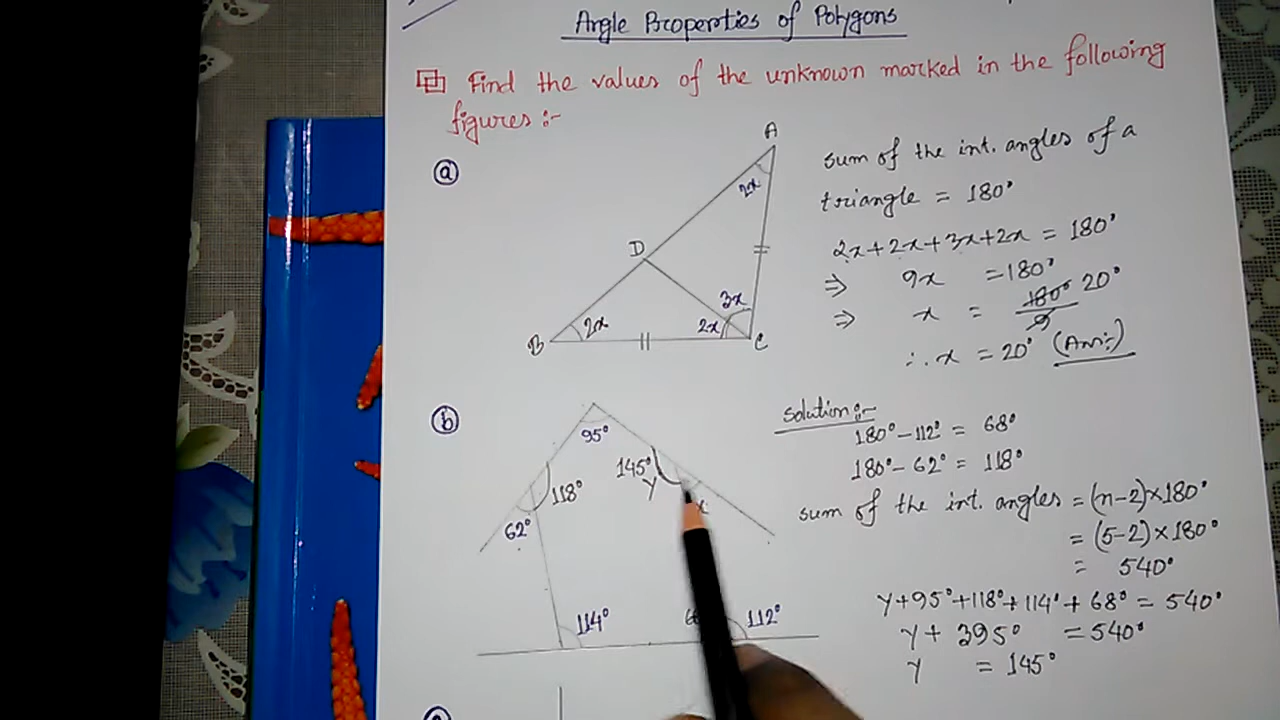 Angle Properties of Polygons
Find the values of the unknown marked in the following
figures :-
(a)
A
2x
D
3x
B
2x
2x
C
sum of the int. angles of a
triangle = 180°
2x+2x+3x+2x = 180°
⇒ 9x = 180°
⇒ x = 180°/9 20°
∴ x = 20° (Ans:)
(b)
95°
145°
y
118°
x
62°
114°
112°
solution :-
180° - 112° = 68°
180° - 62° = 118°
sum of the int. angles = (n-2)×180°
= (5-2)×180°
= 540°
y+95°+118°+114°+68° = 540°
y + 395° = 540°
y = 145°